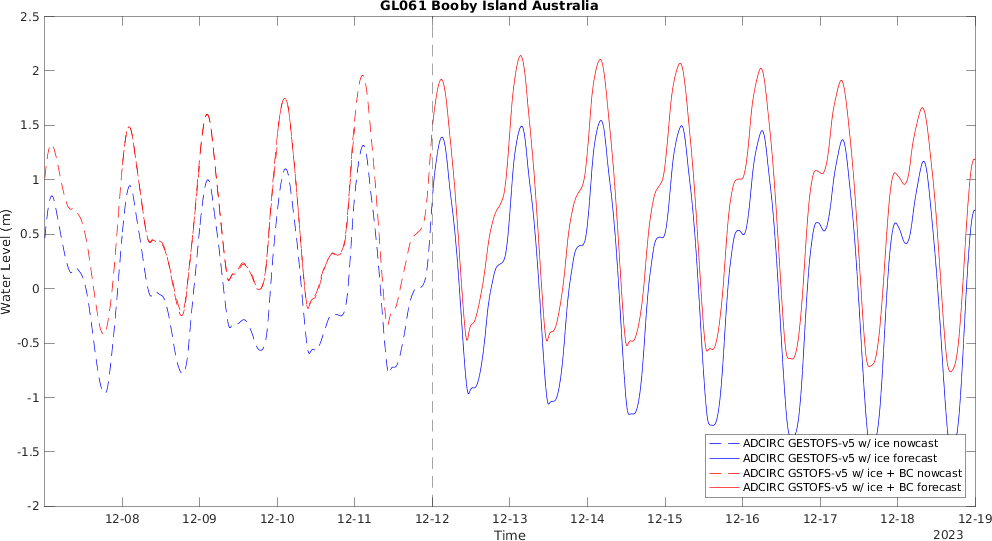 GL061 Booby Island Australia
2.5
2
1.5
1
0.5
0
-0.5
-1
-1.5
-2
Water Level (m)
ADCIRC GESTOFS-v5 w/ ice nowcast
ADCIRC GESTOFS-v5 w/ ice forecast
ADCIRC GSTOFS-v5 w/ ice + BC nowcast
ADCIRC GSTOFS-v5 w/ ice + BC forecast
12-08 12-09 12-10 12-11 12-12 12-13 12-14 12-15 12-16 12-17 12-18 12-19
Time
2023